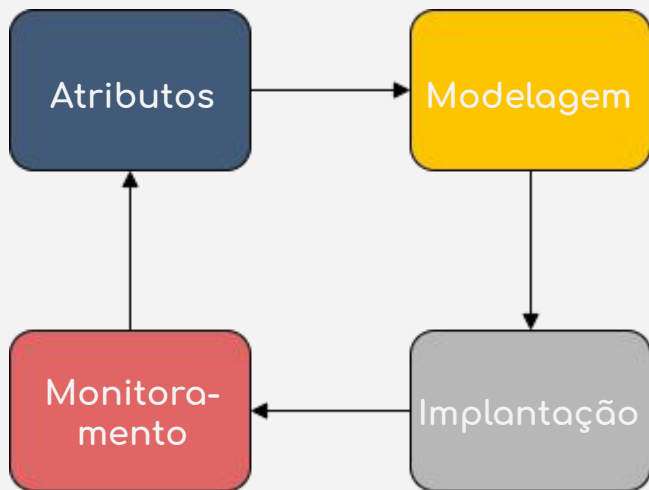 Atributos
Modelagem
Monitora-
mento
Implantação